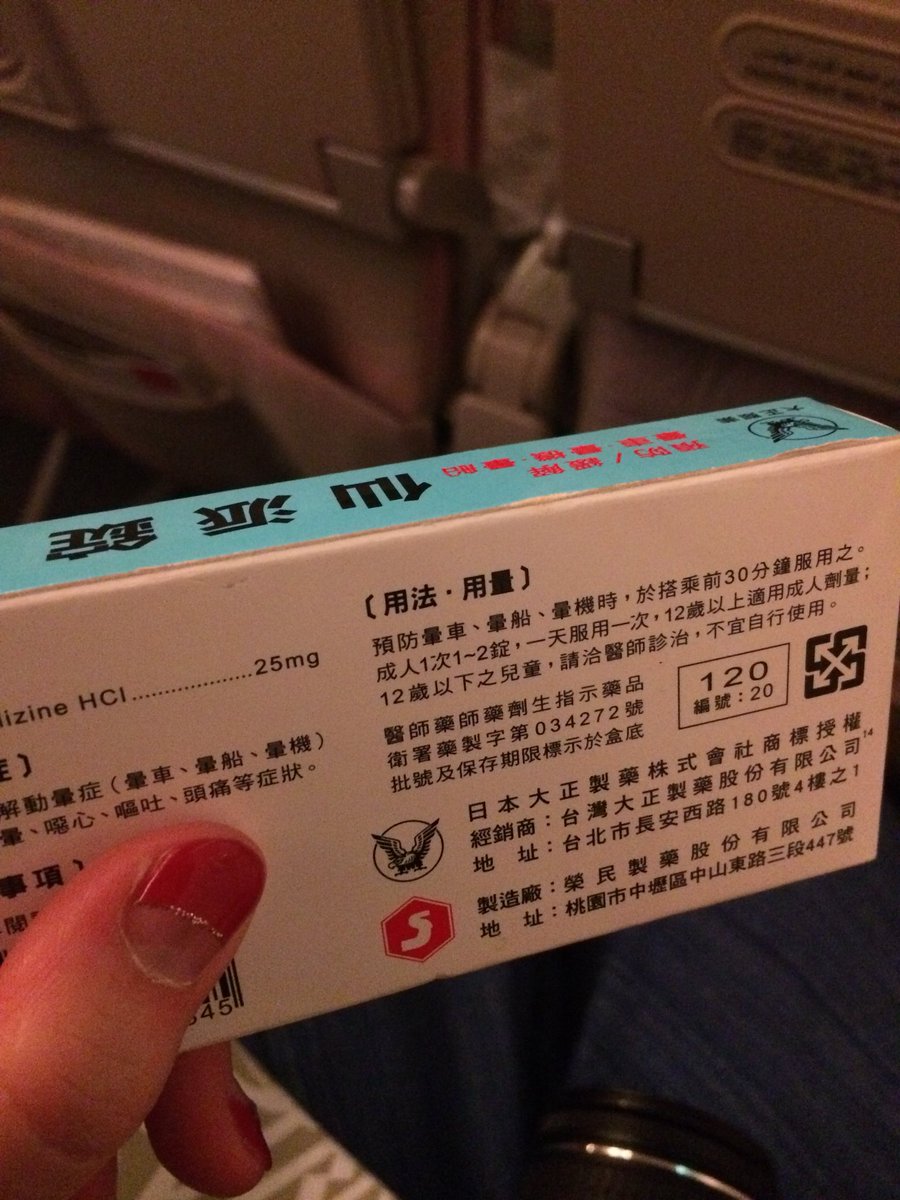 大正製藥
預防/緩解
暈車·暈機·暈船
仙派錠
lizine HCl..................25mg
症〕
解動暈症(暈車、暈船、暈機)
暈、噁心、嘔吐、頭痛等症狀。
〔用法·用量〕
預防暈車、暈船、暈機時,於搭乘前30分鐘服用之。
成人1次1~2錠,一天服用一次,12歲以上適用成人劑量;
12歲以下之兒童,請洽醫師診治,不宜自行使用。
醫師藥師藥劑生指示藥品
衛署藥製字第034272號
批號及保存期限標示於盒底
120
編號:20
日本大正製藥株式會社商標授權
經銷商:台灣大正製藥股份有限公司14
地 址:台北市長安西路180號4樓之1
製造廠:榮民製藥股份有限公司
地 址:桃園市中壢區中山東路三段447號
S
345